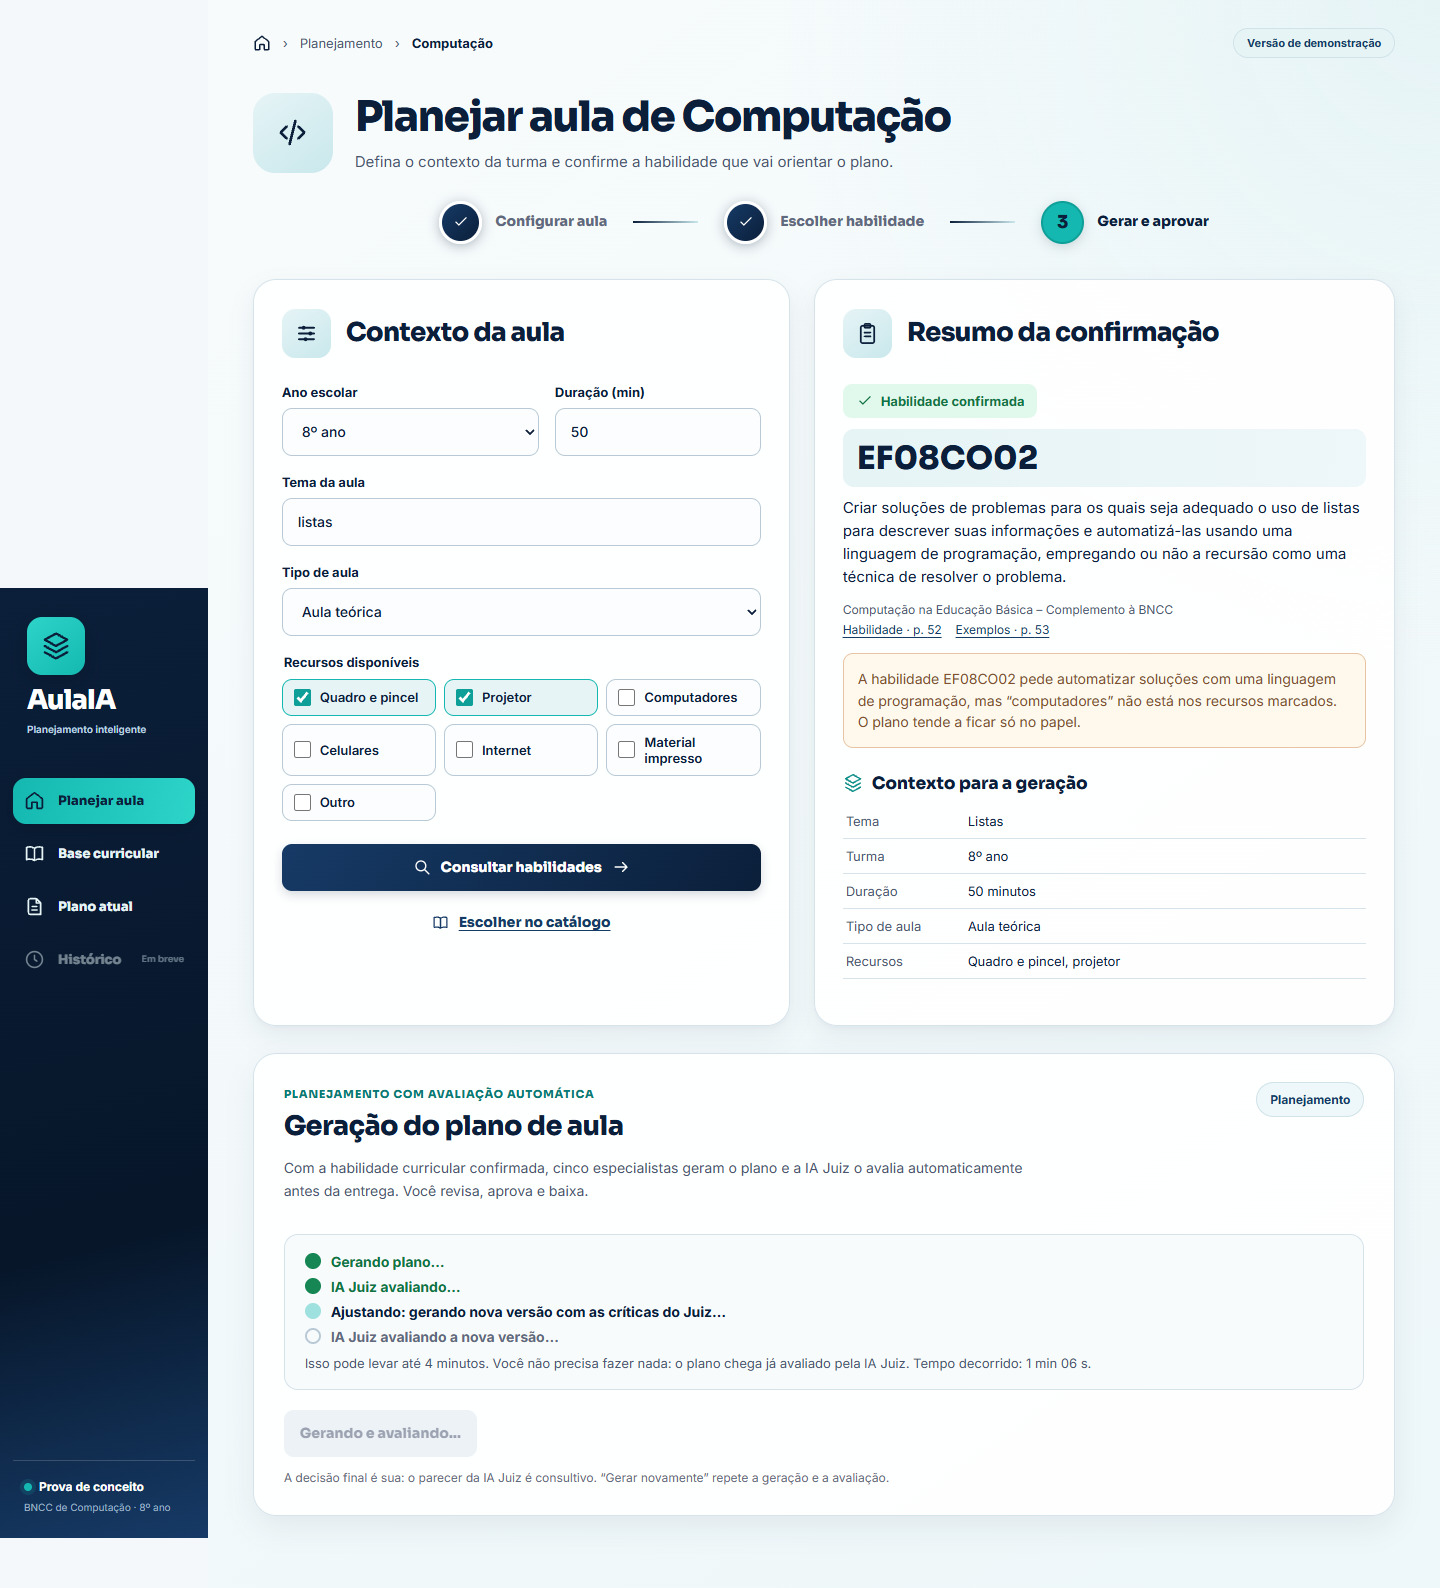 › Planejamento › Computação
Versão de demonstração
Planejar aula de Computação
Defina o contexto da turma e confirme a habilidade que vai orientar o plano.
Configurar aula
Escolher habilidade
3 Gerar e aprovar
AulaIA
Planejamento inteligente
Planejar aula
Base curricular
Plano atual
Histórico Em breve
Prova de conceito
BNCC de Computação · 8º ano
Contexto da aula
Ano escolar
8º ano
Duração (min)
50
Tema da aula
listas
Tipo de aula
Aula teórica
Recursos disponíveis
Quadro e pincel
Projetor
Computadores
Celulares
Internet
Material
impresso
Outro
Consultar habilidades →
Escolher no catálogo
Resumo da confirmação
Habilidade confirmada
EF08CO02
Criar soluções de problemas para os quais seja adequado o uso de listas
para descrever suas informações e automatizá-las usando uma
linguagem de programação, empregando ou não a recursão como uma
técnica de resolver o problema.
Computação na Educação Básica – Complemento à BNCC
Habilidade · p. 52 Exemplos · p. 53
A habilidade EF08CO02 pede automatizar soluções com uma linguagem
de programação, mas “computadores” não está nos recursos marcados.
O plano tende a ficar só no papel.
Contexto para a geração
Tema Listas
Turma 8º ano
Duração 50 minutos
Tipo de aula Aula teórica
Recursos Quadro e pincel, projetor
PLANEJAMENTO COM AVALIAÇÃO AUTOMÁTICA
Planejamento
Geração do plano de aula
Com a habilidade curricular confirmada, cinco especialistas geram o plano e a IA Juiz o avalia automaticamente
antes da entrega. Você revisa, aprova e baixa.
Gerando plano...
IA Juiz avaliando...
Ajustando: gerando nova versão com as críticas do Juiz...
IA Juiz avaliando a nova versão...
Isso pode levar até 4 minutos. Você não precisa fazer nada: o plano chega já avaliado pela IA Juiz. Tempo decorrido: 1 min 06 s.
Gerando e avaliando...
A decisão final é sua: o parecer da IA Juiz é consultivo. “Gerar novamente” repete a geração e a avaliação.